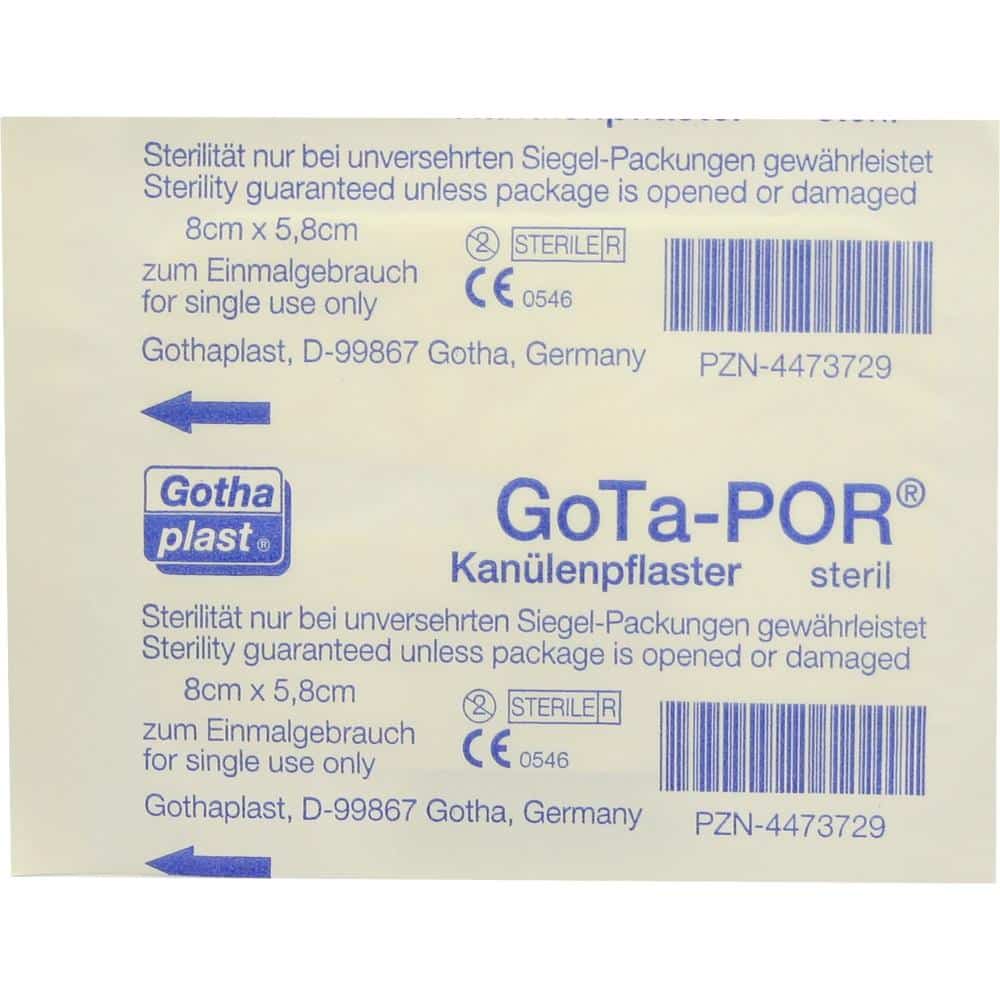 Sterilität nur bei unversehrten Siegel-Packungen gewährleistet
Sterility guaranteed unless package is opened or damaged
8cm x 5,8cm
2 STERILE R
zum Einmalgebrauch
for single use only
CE 0546
Gothaplast, D-99867 Gotha, Germany
PZN-4473729
Gotha
plast®
GoTa-POR®
Kanülenpflaster steril
Sterilität nur bei unversehrten Siegel-Packungen gewährleistet
Sterility guaranteed unless package is opened or damaged
8cm x 5,8cm
2 STERILE R
zum Einmalgebrauch
for single use only
CE 0546
Gothaplast, D-99867 Gotha, Germany
PZN-4473729